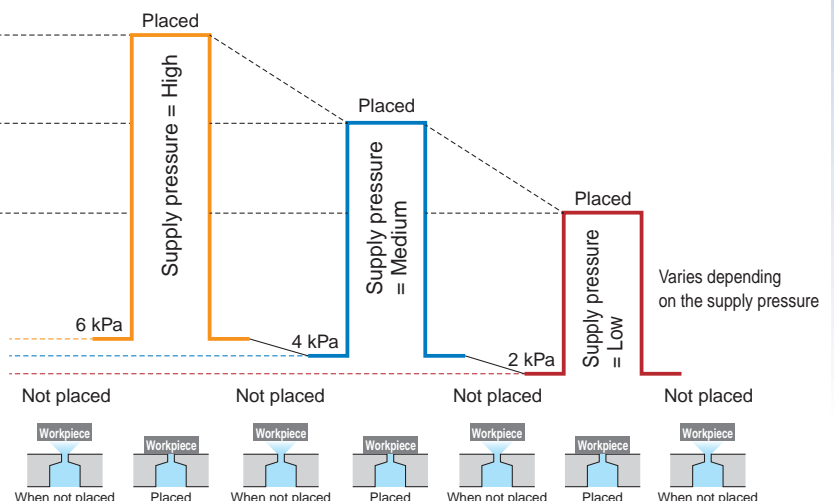 Placed
Supply pressure = High
Placed
Supply pressure
= Medium
Placed
Supply pressure
= Low
Varies depending
on the supply pressure
6 kPa
4 kPa
2 kPa
Not placed
Not placed
Not placed
Not placed
Workpiece
Workpiece
Workpiece
Workpiece
Workpiece
Workpiece
Workpiece
When not placed
Placed
When not placed
Placed
When not placed
Placed
When not placed